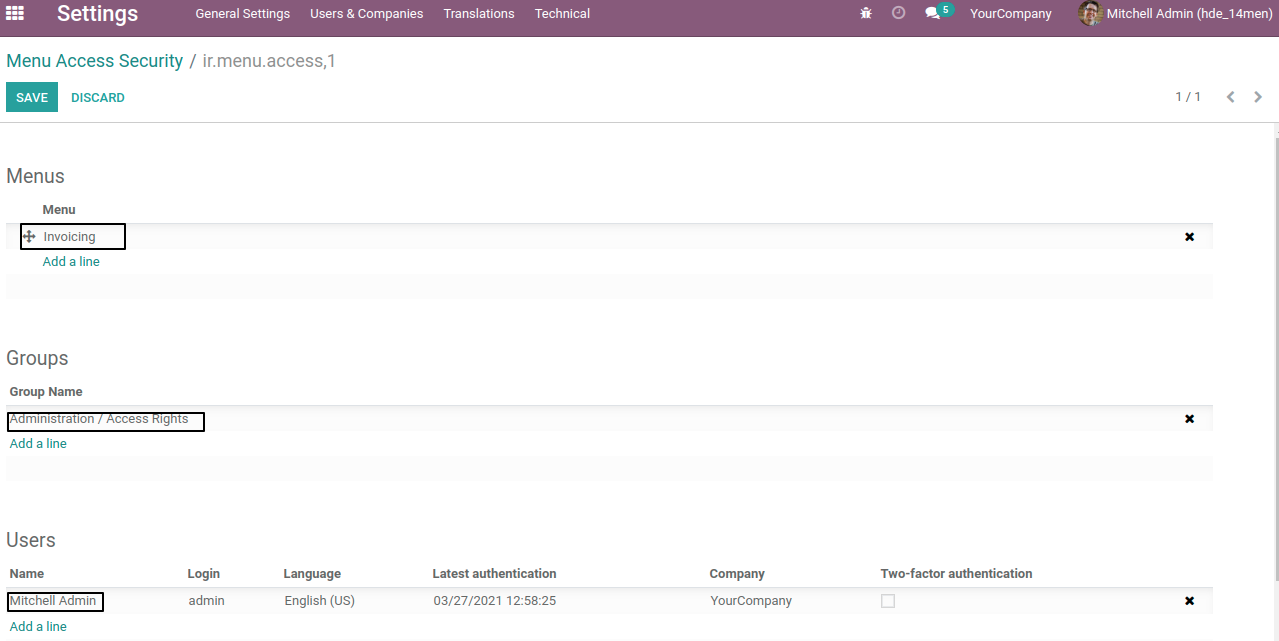 Settings General Settings Users & Companies Translations Technical 5 YourCompany Mitchell Admin (hde_14men)
Menu Access Security / ir.menu.access,1
SAVE DISCARD 1 / 1
Menus
Menu
Invoicing
Add a line
Groups
Group Name
Administration / Access Rights
Add a line
Users
Name Login Language Latest authentication Company Two-factor authentication
Mitchell Admin admin English (US) 03/27/2021 12:58:25 YourCompany
Add a line